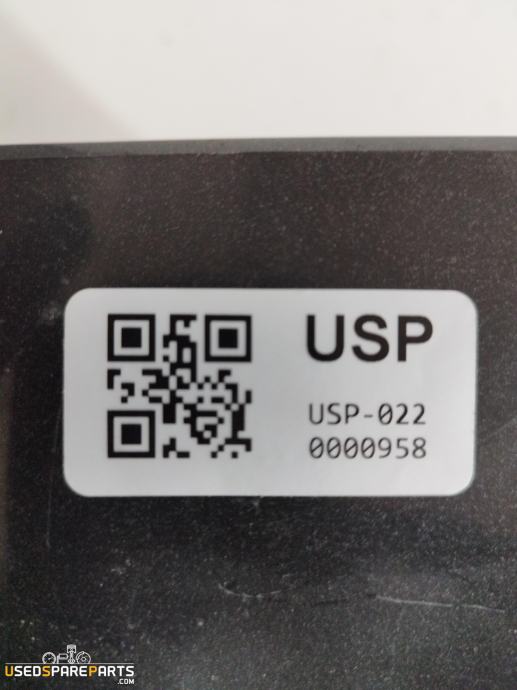 USP
USP-022
0000958
USEDSPAREPARTS
.COM